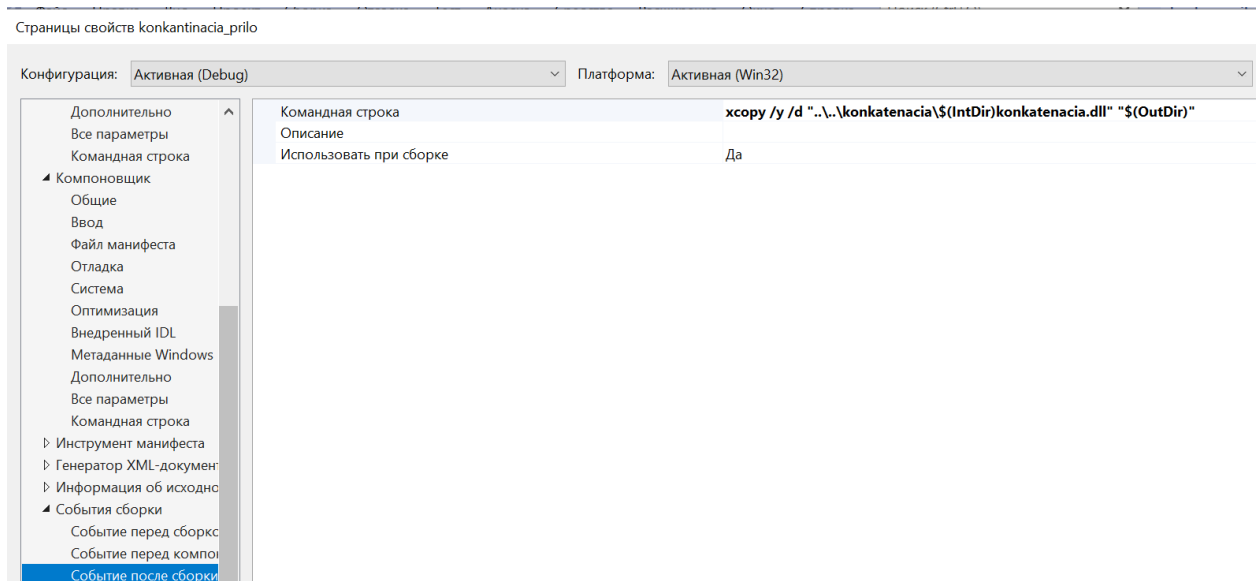 Страницы свойств konkantinacia_prilo
Конфигурация: Активная (Debug) Платформа: Активная (Win32)
Дополнительно
Все параметры
Командная строка
Компоновщик
Общие
Ввод
Файл манифеста
Отладка
Система
Оптимизация
Внедренный IDL
Метаданные Windows
Дополнительно
Все параметры
Командная строка
Инструмент манифеста
Генератор XML-документ
Информация об исходно
События сборки
Событие перед сборко
Событие перед компо
Событие после сборки
Командная строка xcopy /y /d "..\..\konkatenacia\$(IntDir)konkatenacia.dll" "$(OutDir)"
Описание
Использовать при сборке Да